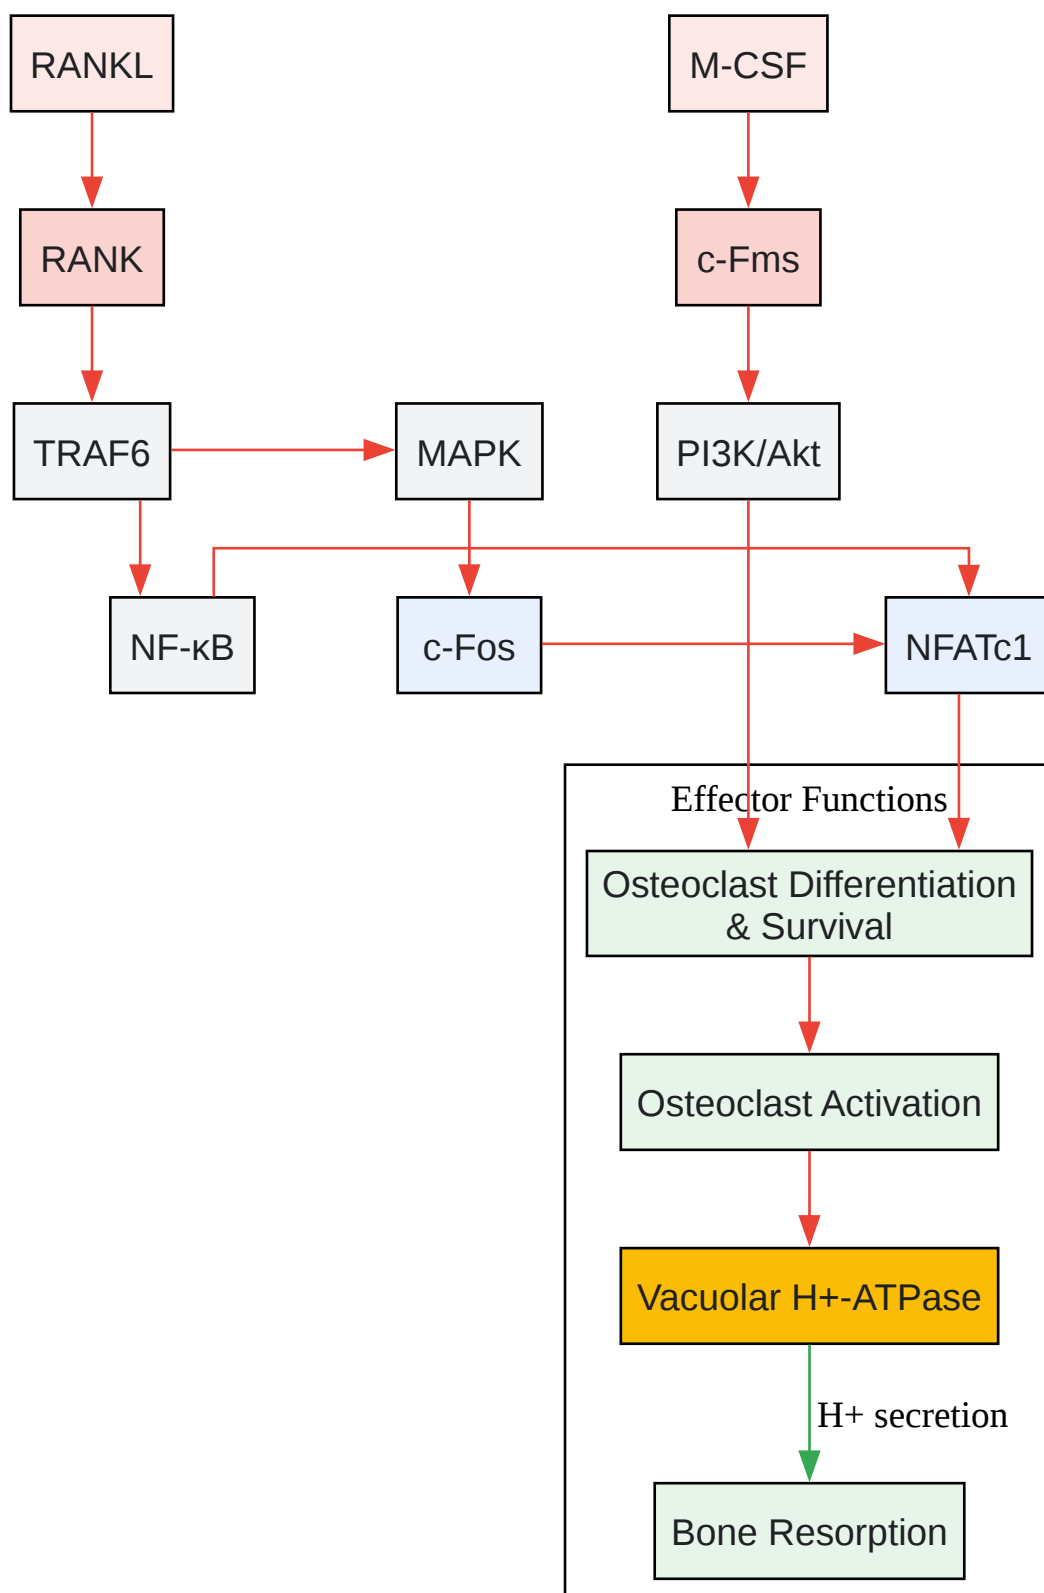 RANKL
M-CSF
RANK
c-Fms
TRAF6
MAPK
PI3K/Akt
NF-κB
c-Fos
NFATc1
Effector Functions
Osteoclast Differentiation
& Survival
Osteoclast Activation
Vacuolar H+-ATPase
H+ secretion
Bone Resorption